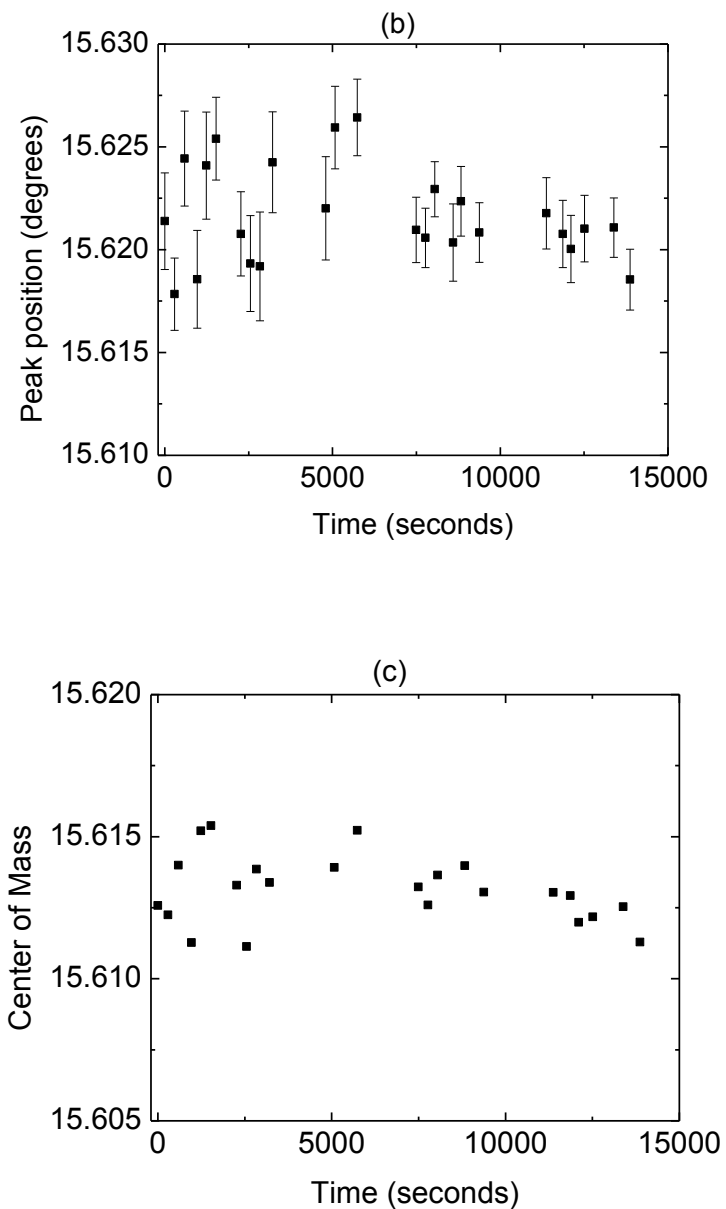 (b)
15.630
15.625
15.620
15.615
15.610
Peak position (degrees)
0 5000 10000 15000
Time (seconds)
(c)
15.620
15.615
15.610
15.605
Center of Mass
0 5000 10000 15000
Time (seconds)